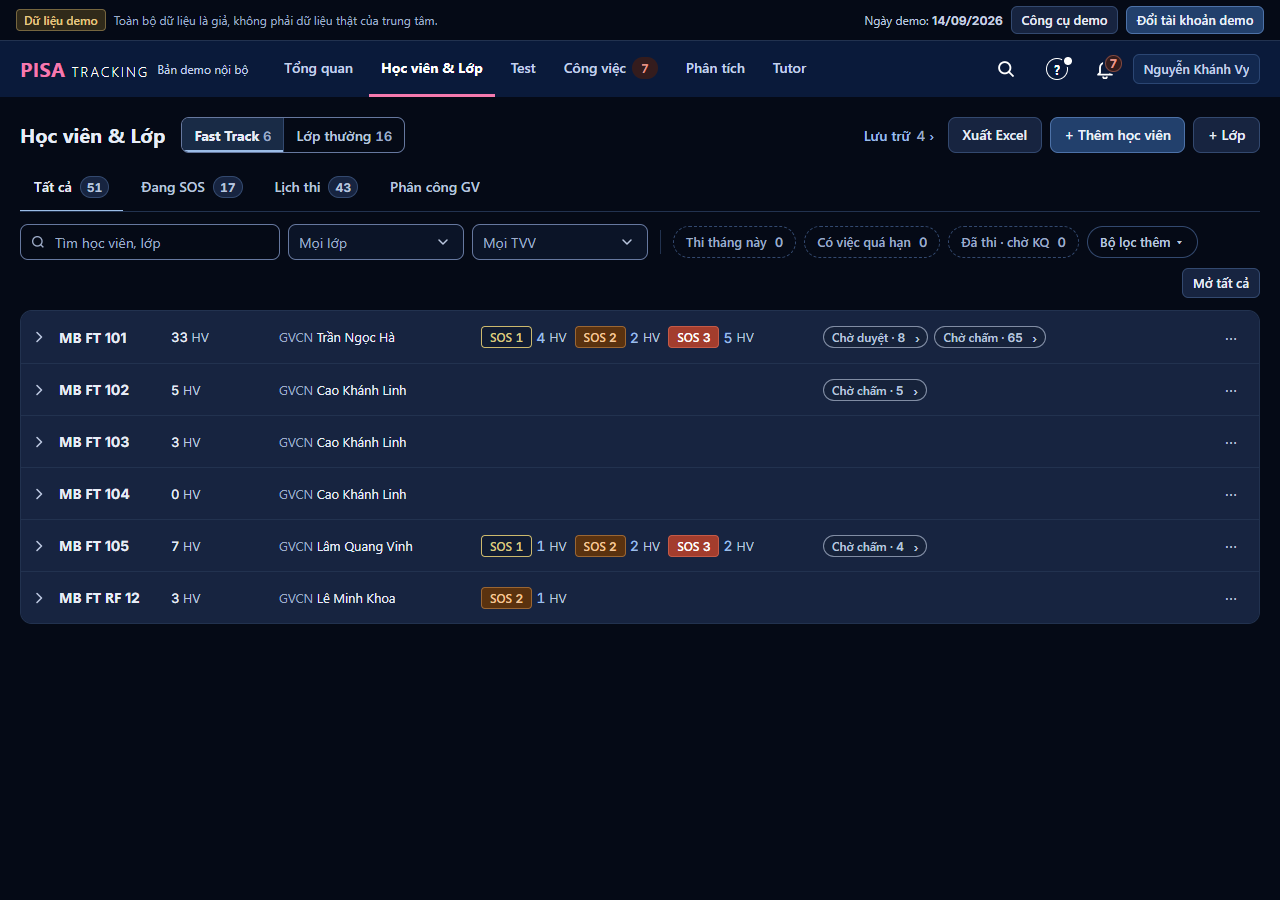 Dữ liệu demo Toàn bộ dữ liệu là giả, không phải dữ liệu thật của trung tâm. Ngày demo: 14/09/2026 Công cụ demo Đổi tài khoản demo
PISA TRACKING Bản demo nội bộ Tổng quan Học viên & Lớp Test Công việc 7 Phân tích Tutor ? 7 Nguyễn Khánh Vy
Học viên & Lớp Fast Track 6 Lớp thường 16 Lưu trữ 4 › Xuất Excel + Thêm học viên + Lớp
Tất cả 51 Đang SOS 17 Lịch thi 43 Phân công GV
Tìm học viên, lớp Mọi lớp Mọi TVV Thi tháng này 0 Có việc quá hạn 0 Đã thi · chờ KQ 0 Bộ lọc thêm
Mở tất cả
MB FT 101 33 HV GVCN Trần Ngọc Hà SOS 1 4 HV SOS 2 2 HV SOS 3 5 HV Chờ duyệt · 8 › Chờ chấm · 65 › ...
MB FT 102 5 HV GVCN Cao Khánh Linh Chờ chấm · 5 › ...
MB FT 103 3 HV GVCN Cao Khánh Linh ...
MB FT 104 0 HV GVCN Cao Khánh Linh ...
MB FT 105 7 HV GVCN Lâm Quang Vinh SOS 1 1 HV SOS 2 2 HV SOS 3 2 HV Chờ chấm · 4 › ...
MB FT RF 12 3 HV GVCN Lê Minh Khoa SOS 2 1 HV ...